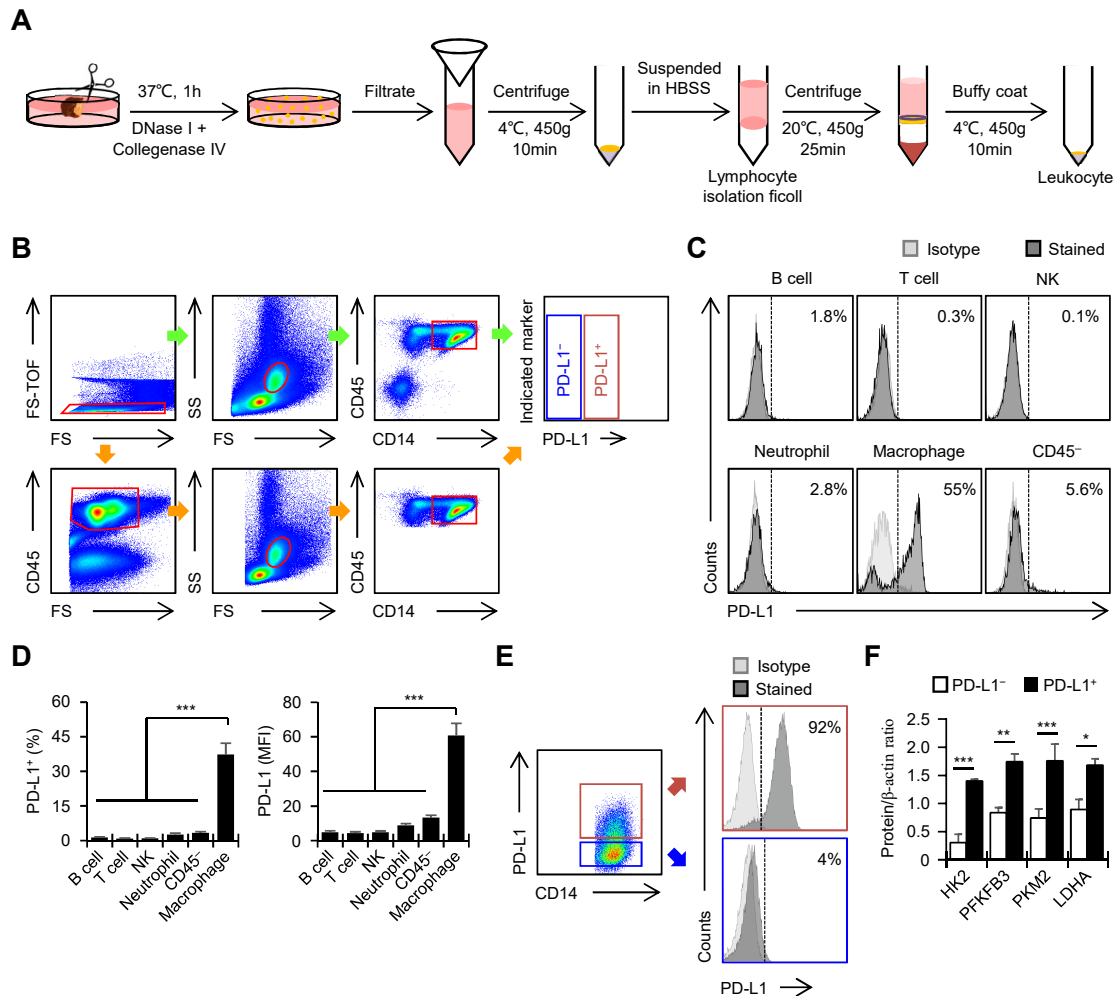 A
37℃, 1h
DNase I +
Collegenase IV
Filtrate
Centrifuge
4℃, 450g
10min
Suspended
in HBSS
Lymphocyte
isolation ficoll
Centrifuge
20℃, 450g
25min
Buffy coat
4℃, 450g
10min
Leukocyte
B
FS-TOF
FS
SS
FS
CD45
CD14
Indicated marker
PD-L1⁻
PD-L1⁺
PD-L1
CD45
FS
SS
FS
CD45
CD14
C
Isotype
Stained
B cell
T cell
NK
1.8%
0.3%
0.1%
Neutrophil
Macrophage
CD45⁻
2.8%
55%
5.6%
Counts
PD-L1
D
PD-L1⁺ (%)
60
45
30
15
0
***
B cell
T cell
NK
Neutrophil
CD45⁻
Macrophage
PD-L1 (MFI)
80
60
40
20
0
***
B cell
T cell
NK
Neutrophil
CD45⁻
Macrophage
E
PD-L1
CD14
Isotype
Stained
92%
4%
Counts
PD-L1
F
PD-L1⁻
PD-L1⁺
Protein/β-actin ratio
2.5
2.0
1.5
1.0
0.5
0
***
**
***
*
HK2
PFKFB3
PKM2
LDHA